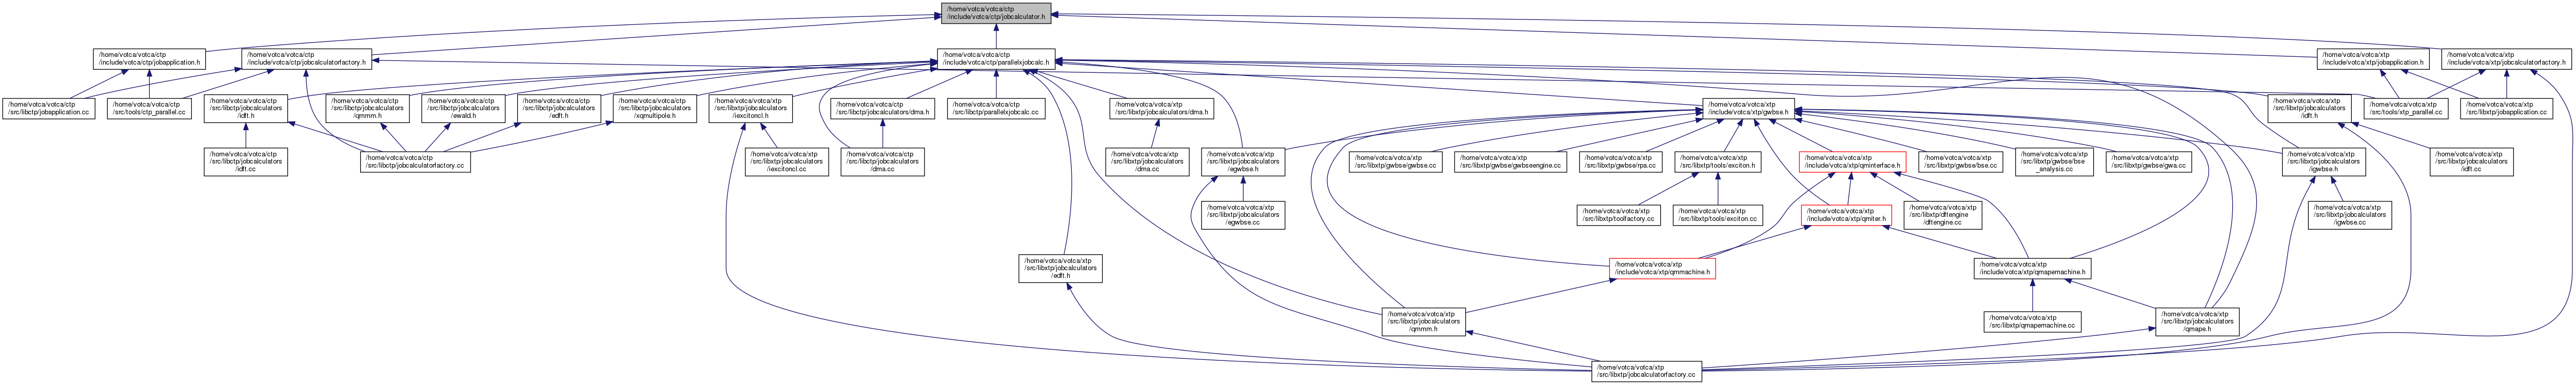 /home/votca/votca/ctp
/include/votca/ctp/jobcalculator.h
/home/votca/votca/ctp
/include/votca/ctp/jobapplication.h
/home/votca/votca/ctp
/include/votca/ctp/jobcalculatorfactory.h
/home/votca/votca/ctp
/include/votca/ctp/parallelxjobcalc.h
/home/votca/votca/xtp
/include/votca/xtp/jobapplication.h
/home/votca/votca/xtp
/include/votca/xtp/jobcalculatorfactory.h
/home/votca/votca/ctp
/src/libctp/jobapplication.cc
/home/votca/votca/ctp
/src/tools/ctp_parallel.cc
/home/votca/votca/ctp
/src/libctp/jobcalculators
/idft.h
/home/votca/votca/ctp
/src/libctp/jobcalculators
/qmmm.h
/home/votca/votca/ctp
/src/libctp/jobcalculators
/ewald.h
/home/votca/votca/ctp
/src/libctp/jobcalculators
/edft.h
/home/votca/votca/ctp
/src/libctp/jobcalculators
/xqmultipole.h
/home/votca/votca/xtp
/src/libxtp/jobcalculators
/iexcitoncl.h
/home/votca/votca/ctp
/src/libctp/jobcalculators/dma.h
/home/votca/votca/ctp
/src/libctp/parallelxjobcalc.cc
/home/votca/votca/xtp
/src/libxtp/jobcalculators/dma.h
/home/votca/votca/xtp
/include/votca/xtp/gwbse.h
/home/votca/votca/xtp
/src/libxtp/jobcalculators
/idft.h
/home/votca/votca/xtp
/src/tools/xtp_parallel.cc
/home/votca/votca/xtp
/src/libxtp/jobapplication.cc
/home/votca/votca/ctp
/src/libctp/jobcalculators
/idft.cc
/home/votca/votca/ctp
/src/libctp/jobcalculatorfactory.cc
/home/votca/votca/xtp
/src/libxtp/jobcalculators
/iexcitoncl.cc
/home/votca/votca/ctp
/src/libctp/jobcalculators
/dma.cc
/home/votca/votca/xtp
/src/libxtp/jobcalculators
/dma.cc
/home/votca/votca/xtp
/src/libxtp/jobcalculators
/egwbse.h
/home/votca/votca/xtp
/src/libxtp/gwbse/gwbse.cc
/home/votca/votca/xtp
/src/libxtp/gwbse/gwbseengine.cc
/home/votca/votca/xtp
/src/libxtp/gwbse/rpa.cc
/home/votca/votca/xtp
/src/libxtp/tools/exciton.h
/home/votca/votca/xtp
/include/votca/xtp/qminterface.h
/home/votca/votca/xtp
/src/libxtp/gwbse/bse.cc
/home/votca/votca/xtp
/src/libxtp/gwbse/bse
_analysis.cc
/home/votca/votca/xtp
/src/libxtp/gwbse/gwa.cc
/home/votca/votca/xtp
/src/libxtp/jobcalculators
/igwbse.h
/home/votca/votca/xtp
/src/libxtp/jobcalculators
/idft.cc
/home/votca/votca/xtp
/src/libxtp/jobcalculators
/egwbse.cc
/home/votca/votca/xtp
/src/libxtp/toolfactory.cc
/home/votca/votca/xtp
/src/libxtp/tools/exciton.cc
/home/votca/votca/xtp
/include/votca/xtp/qmiter.h
/home/votca/votca/xtp
/src/libxtp/dftengine
/dftengine.cc
/home/votca/votca/xtp
/src/libxtp/jobcalculators
/igwbse.cc
/home/votca/votca/xtp
/src/libxtp/jobcalculators
/edft.h
/home/votca/votca/xtp
/include/votca/xtp/qmmachine.h
/home/votca/votca/xtp
/include/votca/xtp/qmapemachine.h
/home/votca/votca/xtp
/src/libxtp/jobcalculators
/qmmm.h
/home/votca/votca/xtp
/src/libxtp/qmapemachine.cc
/home/votca/votca/xtp
/src/libxtp/jobcalculators
/qmape.h
/home/votca/votca/xtp
/src/libxtp/jobcalculatorfactory.cc